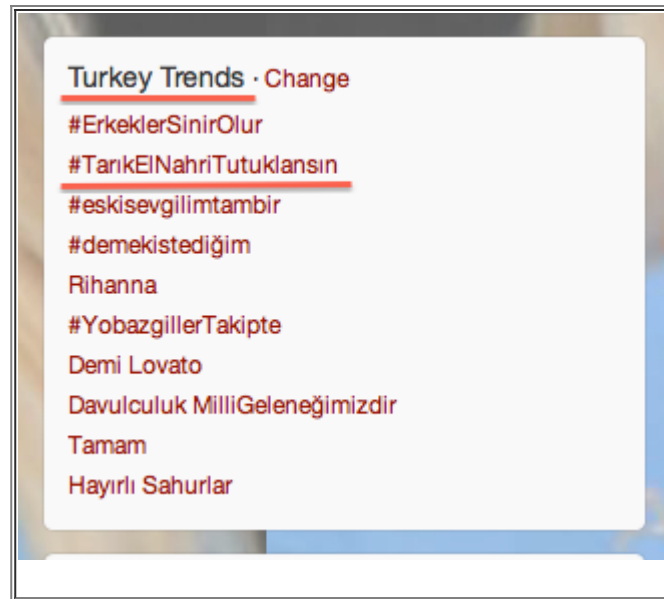 Turkey Trends · Change
#ErkeklerSinirOlur
#TarıkElNahriTutuklansın
#eskisevgilimtambir
#demekistediğim
Rihanna
#YobazgillerTakipte
Demi Lovato
Davulculuk MilliGeleneğimizdir
Tamam
Hayırlı Sahurlar